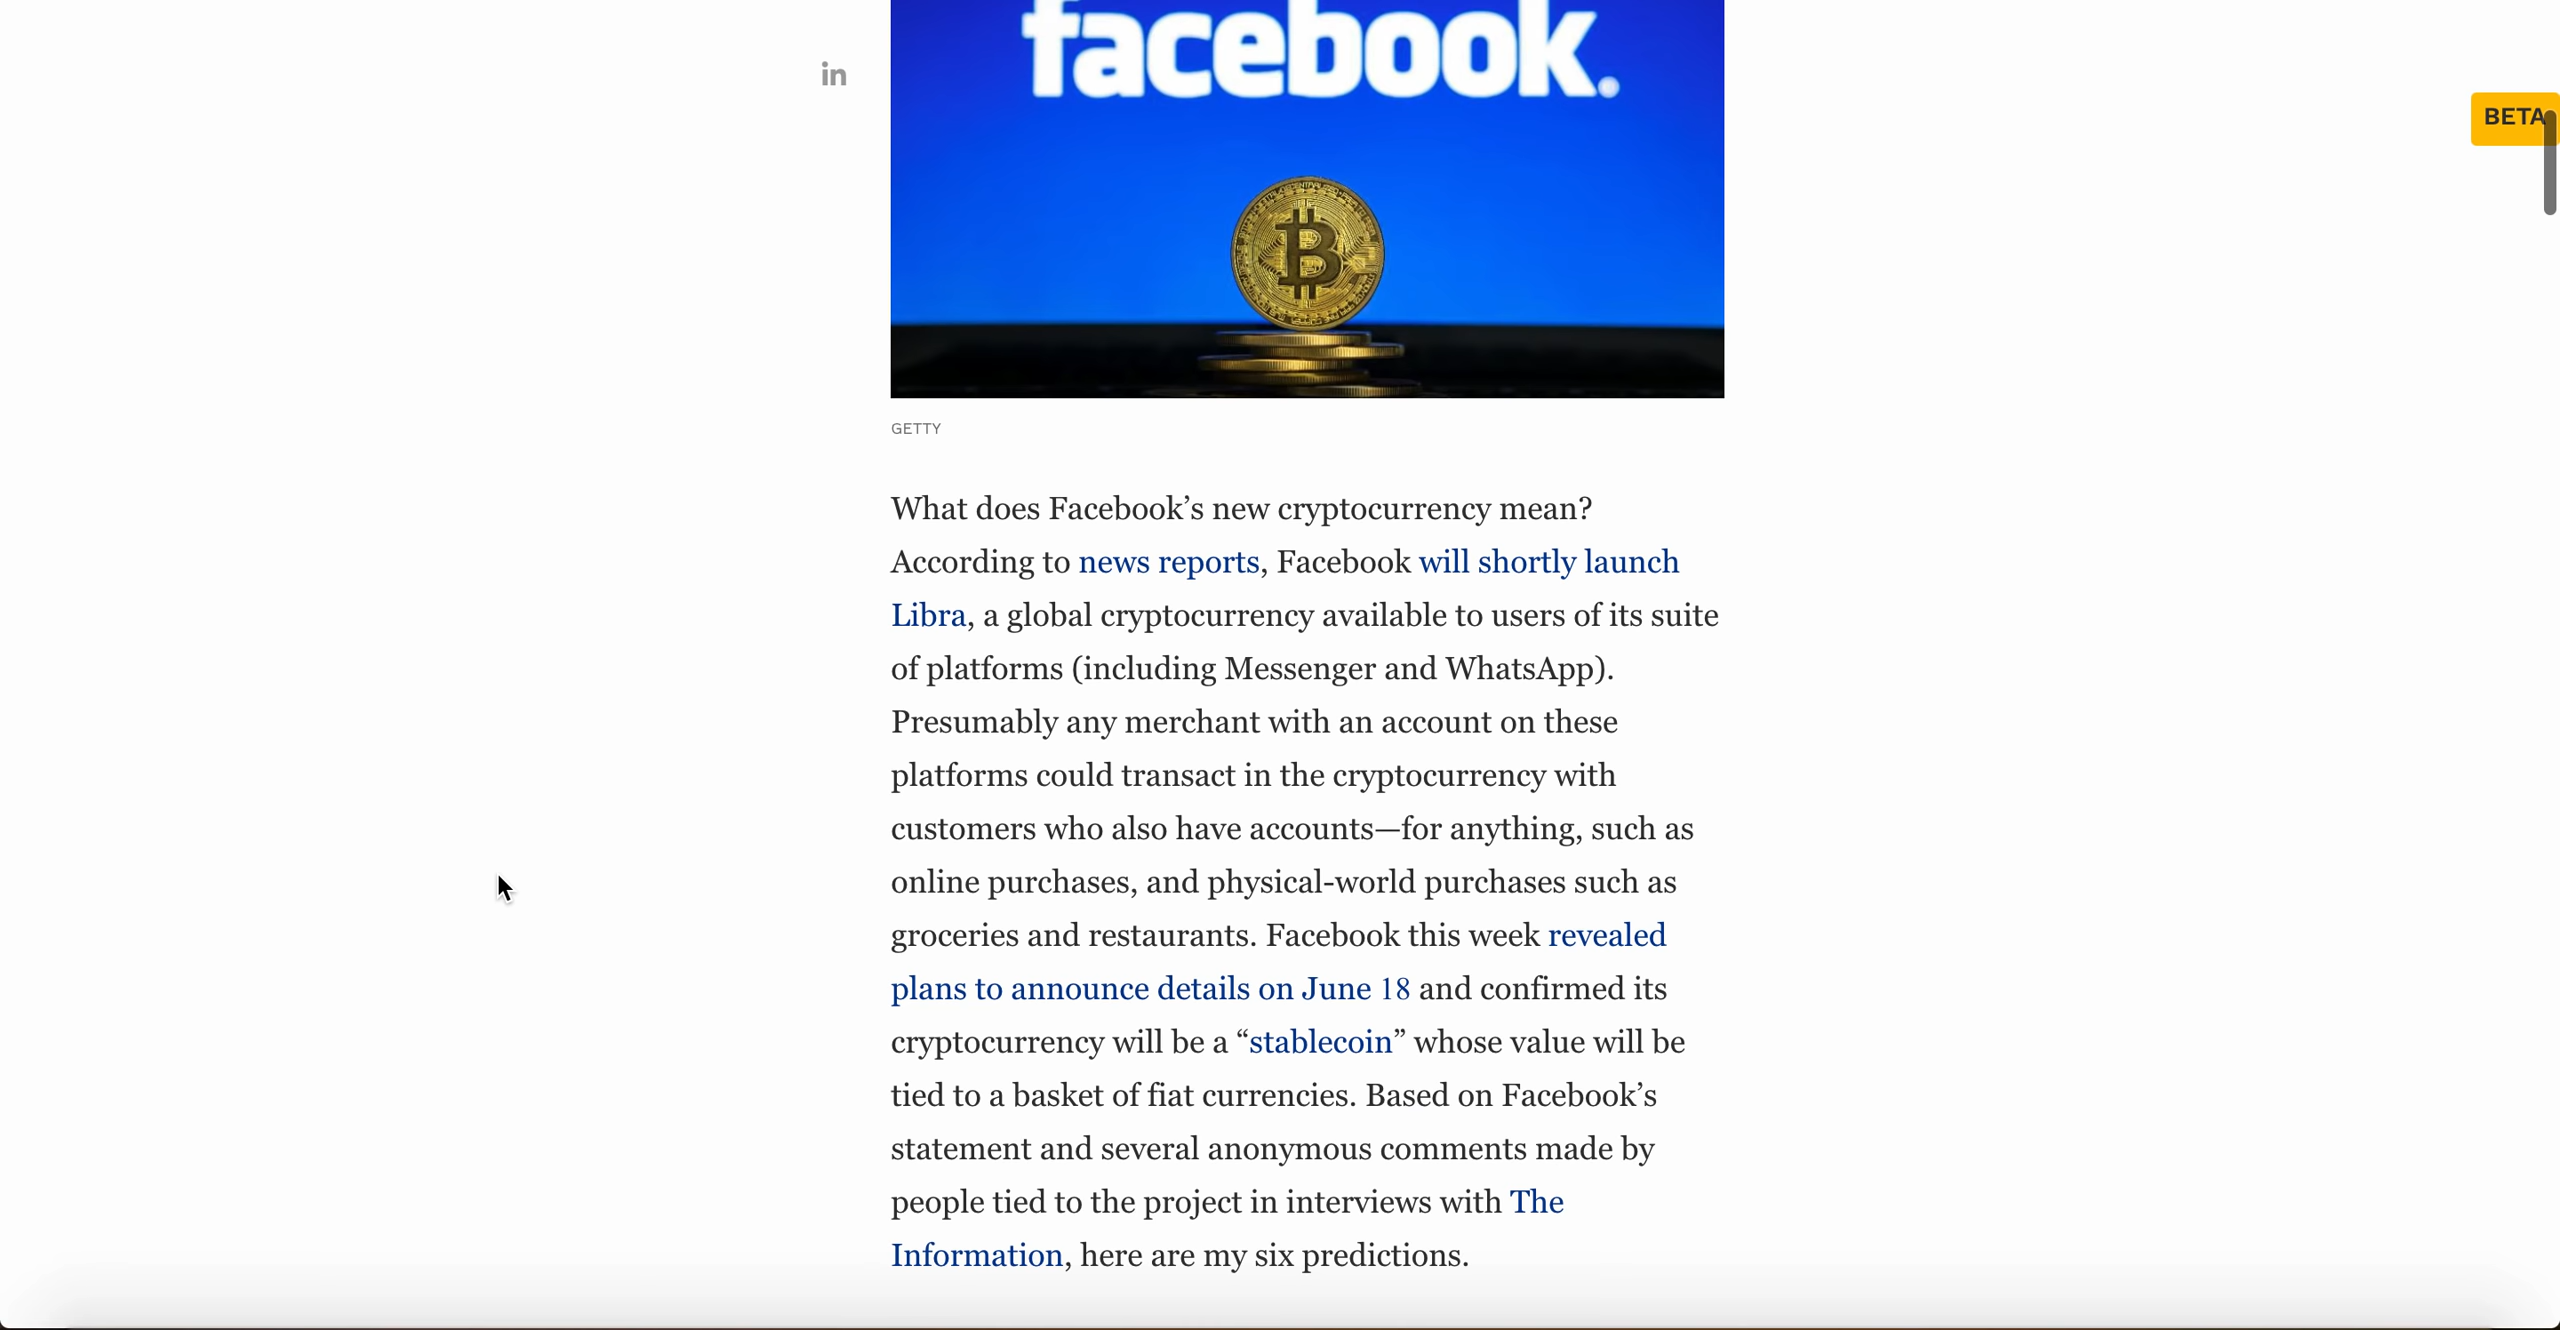 facebook.
in
BETA
B
GETTY
What does Facebook’s new cryptocurrency mean?
According to news reports, Facebook will shortly launch
Libra, a global cryptocurrency available to users of its suite
of platforms (including Messenger and WhatsApp).
Presumably any merchant with an account on these
platforms could transact in the cryptocurrency with
customers who also have accounts—for anything, such as
online purchases, and physical-world purchases such as
groceries and restaurants. Facebook this week revealed
plans to announce details on June 18 and confirmed its
cryptocurrency will be a “stablecoin” whose value will be
tied to a basket of fiat currencies. Based on Facebook’s
statement and several anonymous comments made by
people tied to the project in interviews with The
Information, here are my six predictions.